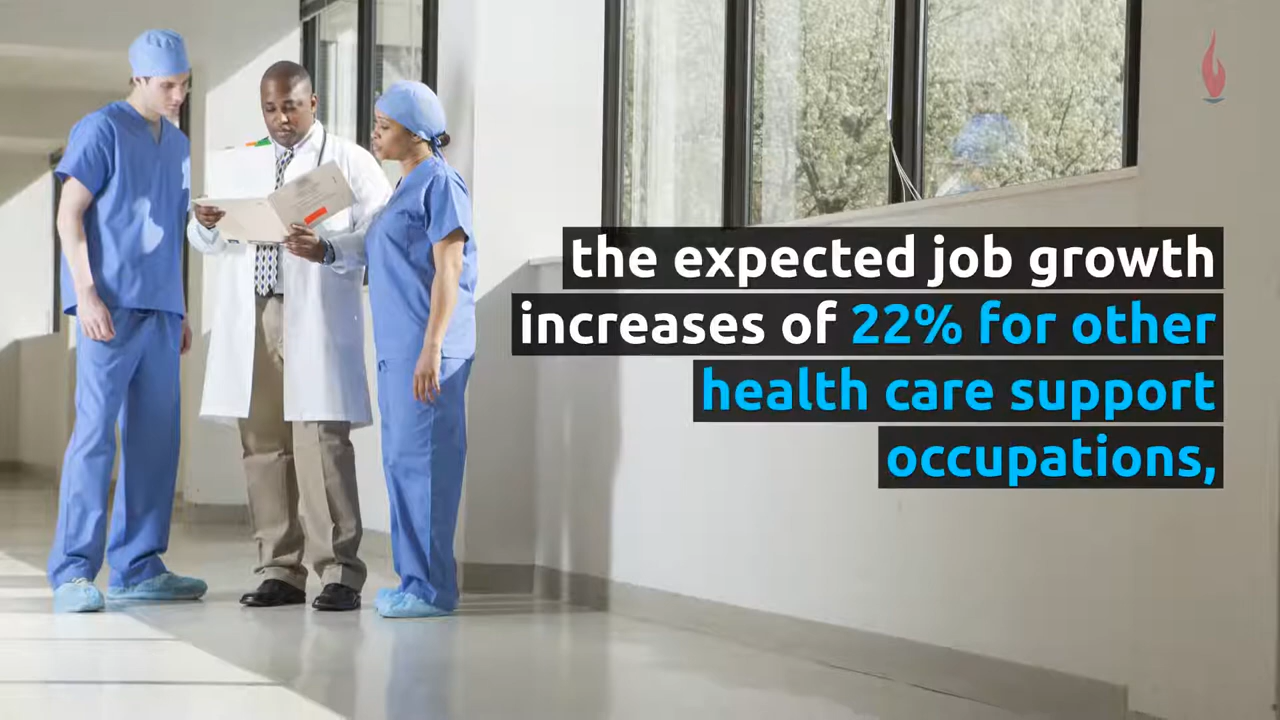 the expected job growth
increases of 22% for other
health care support
occupations,